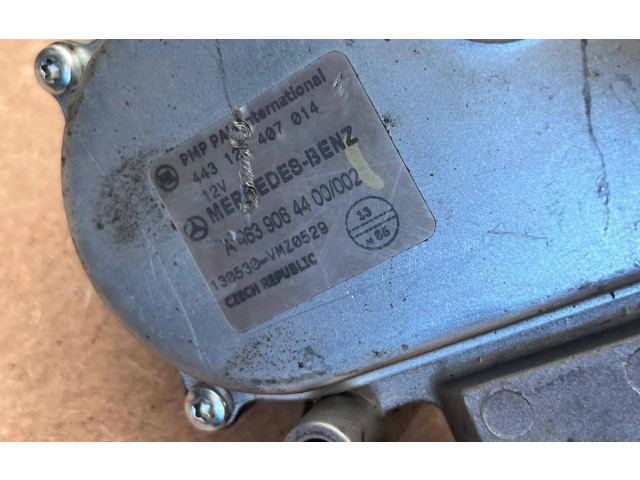 PMP PAL International
443 12 407 014
12V
MERCEDES-BENZ
A 463 906 44 00/002
130530-VMZ0529
CZECH REPUBLIC